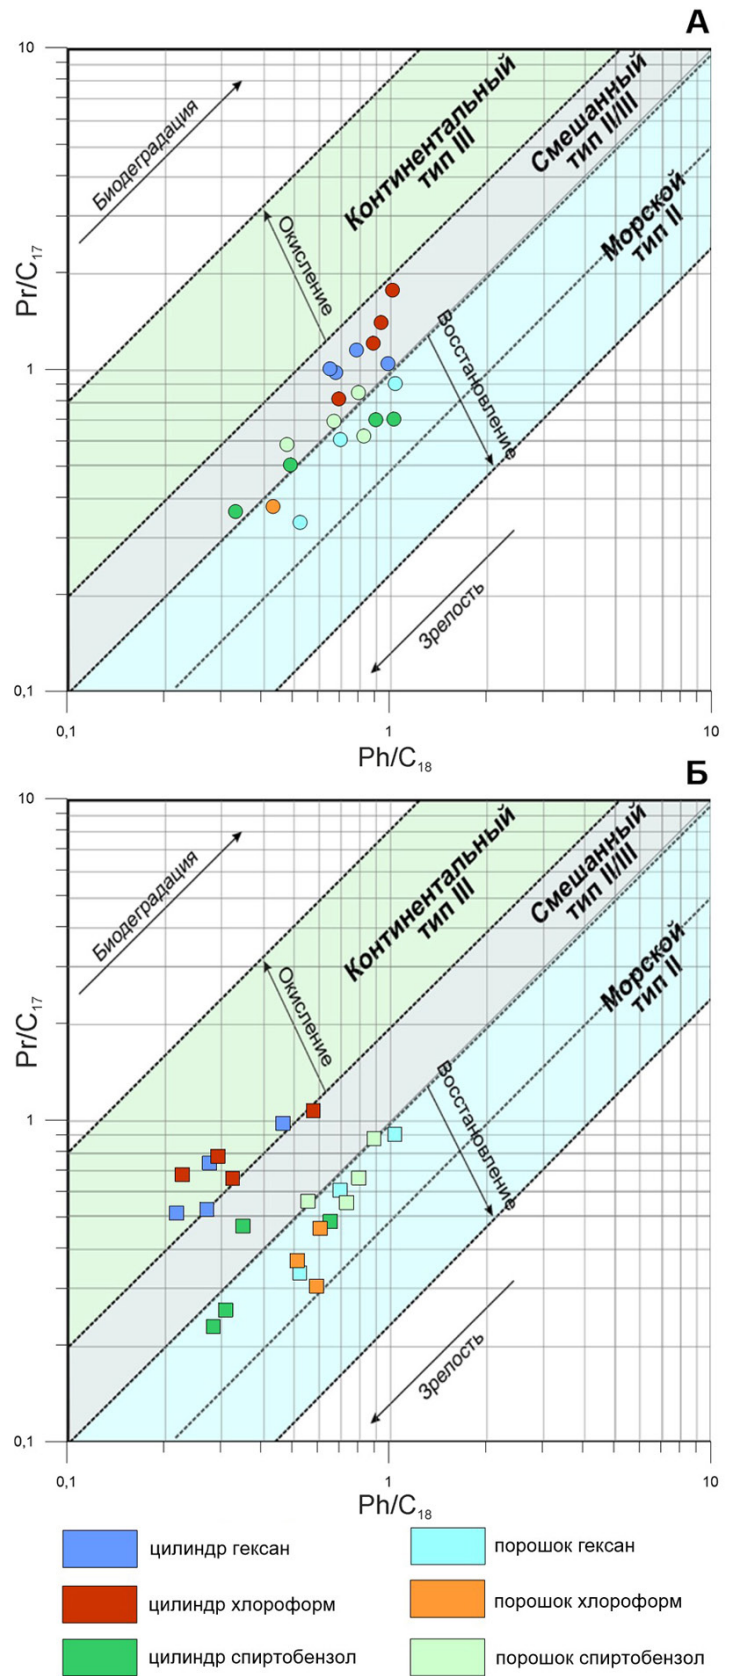 А
10
Биодеградация
Континентальный
тип III
Смешанный
тип II/III
Морской
тип II
Окисление
Восстановление
Pr/C17
1
Зрелость
0,1
0,1
1
10
Ph/C18
Б
10
Биодеградация
Континентальный
тип III
Смешанный
тип II/III
Морской
тип II
Окисление
Восстановление
Pr/C17
1
Зрелость
0,1
0,1
1
10
Ph/C18
цилиндр гексан
порошок гексан
цилиндр хлороформ
порошок хлороформ
цилиндр спиртобензол
порошок спиртобензол